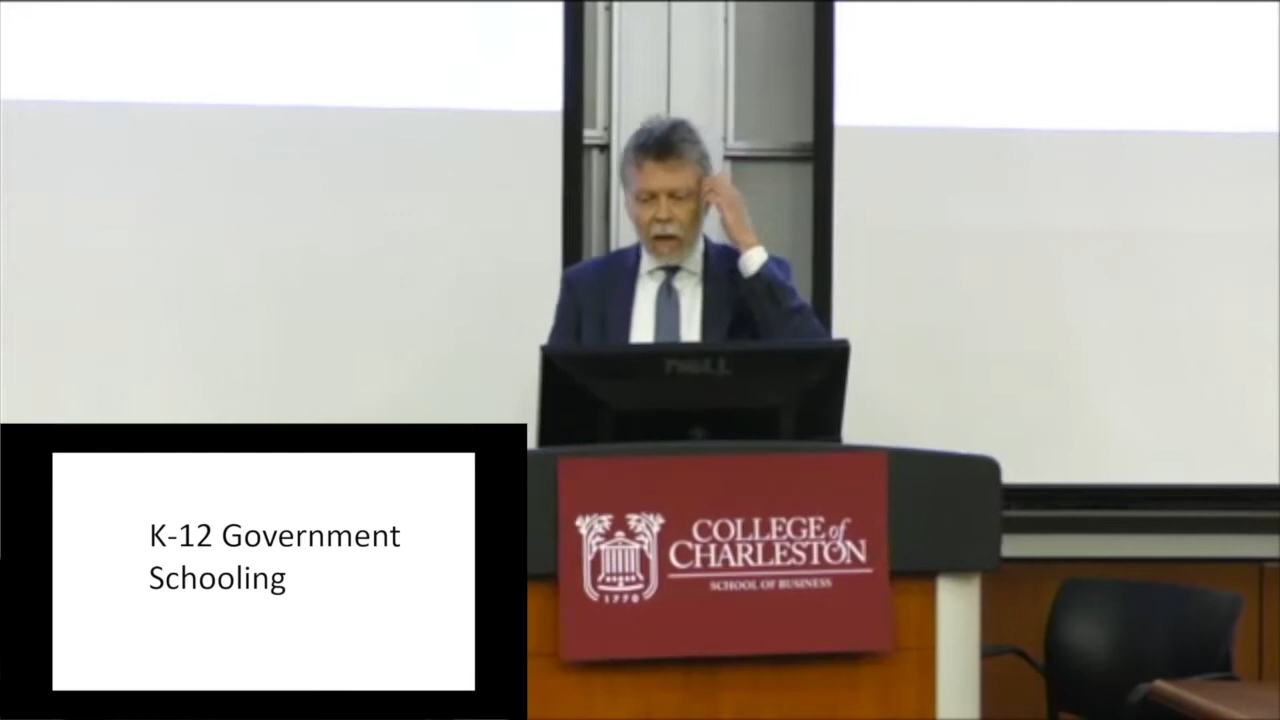 DELL
K-12 Government
Schooling
COLLEGE of
CHARLESTON
SCHOOL OF BUSINESS
1770